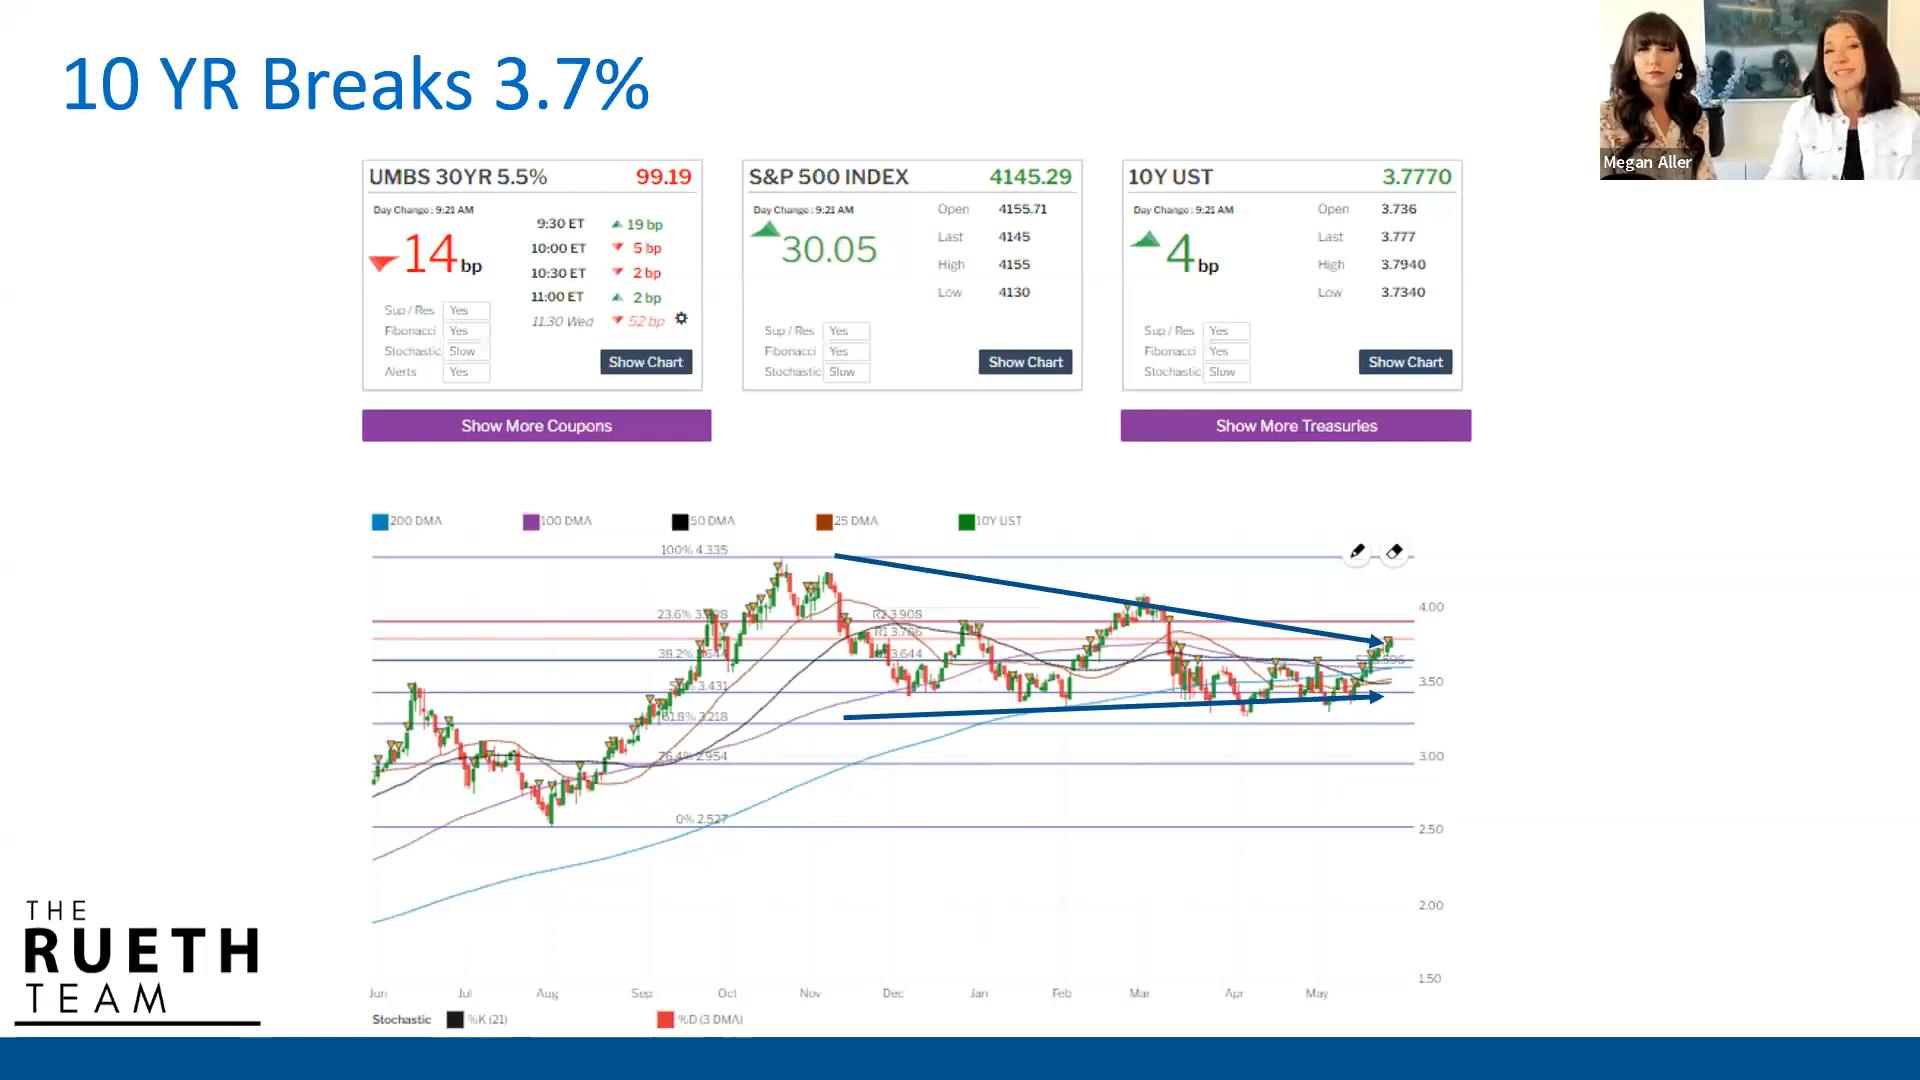 10 YR Breaks 3.7%
Megan Aller
UMBS 30YR 5.5% 99.19
Day Change : 9:21 AM
14 bp
9:30 ET 19 bp
10:00 ET 5 bp
10:30 ET 2 bp
11:00 ET 2 bp
11:30 Wed 52 bp
Sup / Res Yes
Fibonacci Yes
Stochastic Slow
Alerts Yes
Show Chart
Show More Coupons
S&P 500 INDEX 4145.29
Day Change : 9:21 AM
30.05
Open 4155.71
Last 4145
High 4155
Low 4130
Sup / Res Yes
Fibonacci Yes
Stochastic Slow
Show Chart
10Y UST 3.7770
Day Change : 9:21 AM
4 bp
Open 3.736
Last 3.777
High 3.7940
Low 3.7340
Sup / Res Yes
Fibonacci Yes
Stochastic Slow
Show Chart
Show More Treasuries
200 DMA 100 DMA 50 DMA 25 DMA 10Y UST
100% 4.335
4.00
23.6%
R2 3.908
R1 3.786
38.2%
3.644
3.50
3.431
61.8% 3.218
76.4% 2.954
3.00
0% 2.527
2.50
2.00
1.50
Jun Jul Aug Sep Oct Nov Dec Jan Feb Mar Apr May
Stochastic %K (21) %D (3 DMA)
THE
RUETH
TEAM